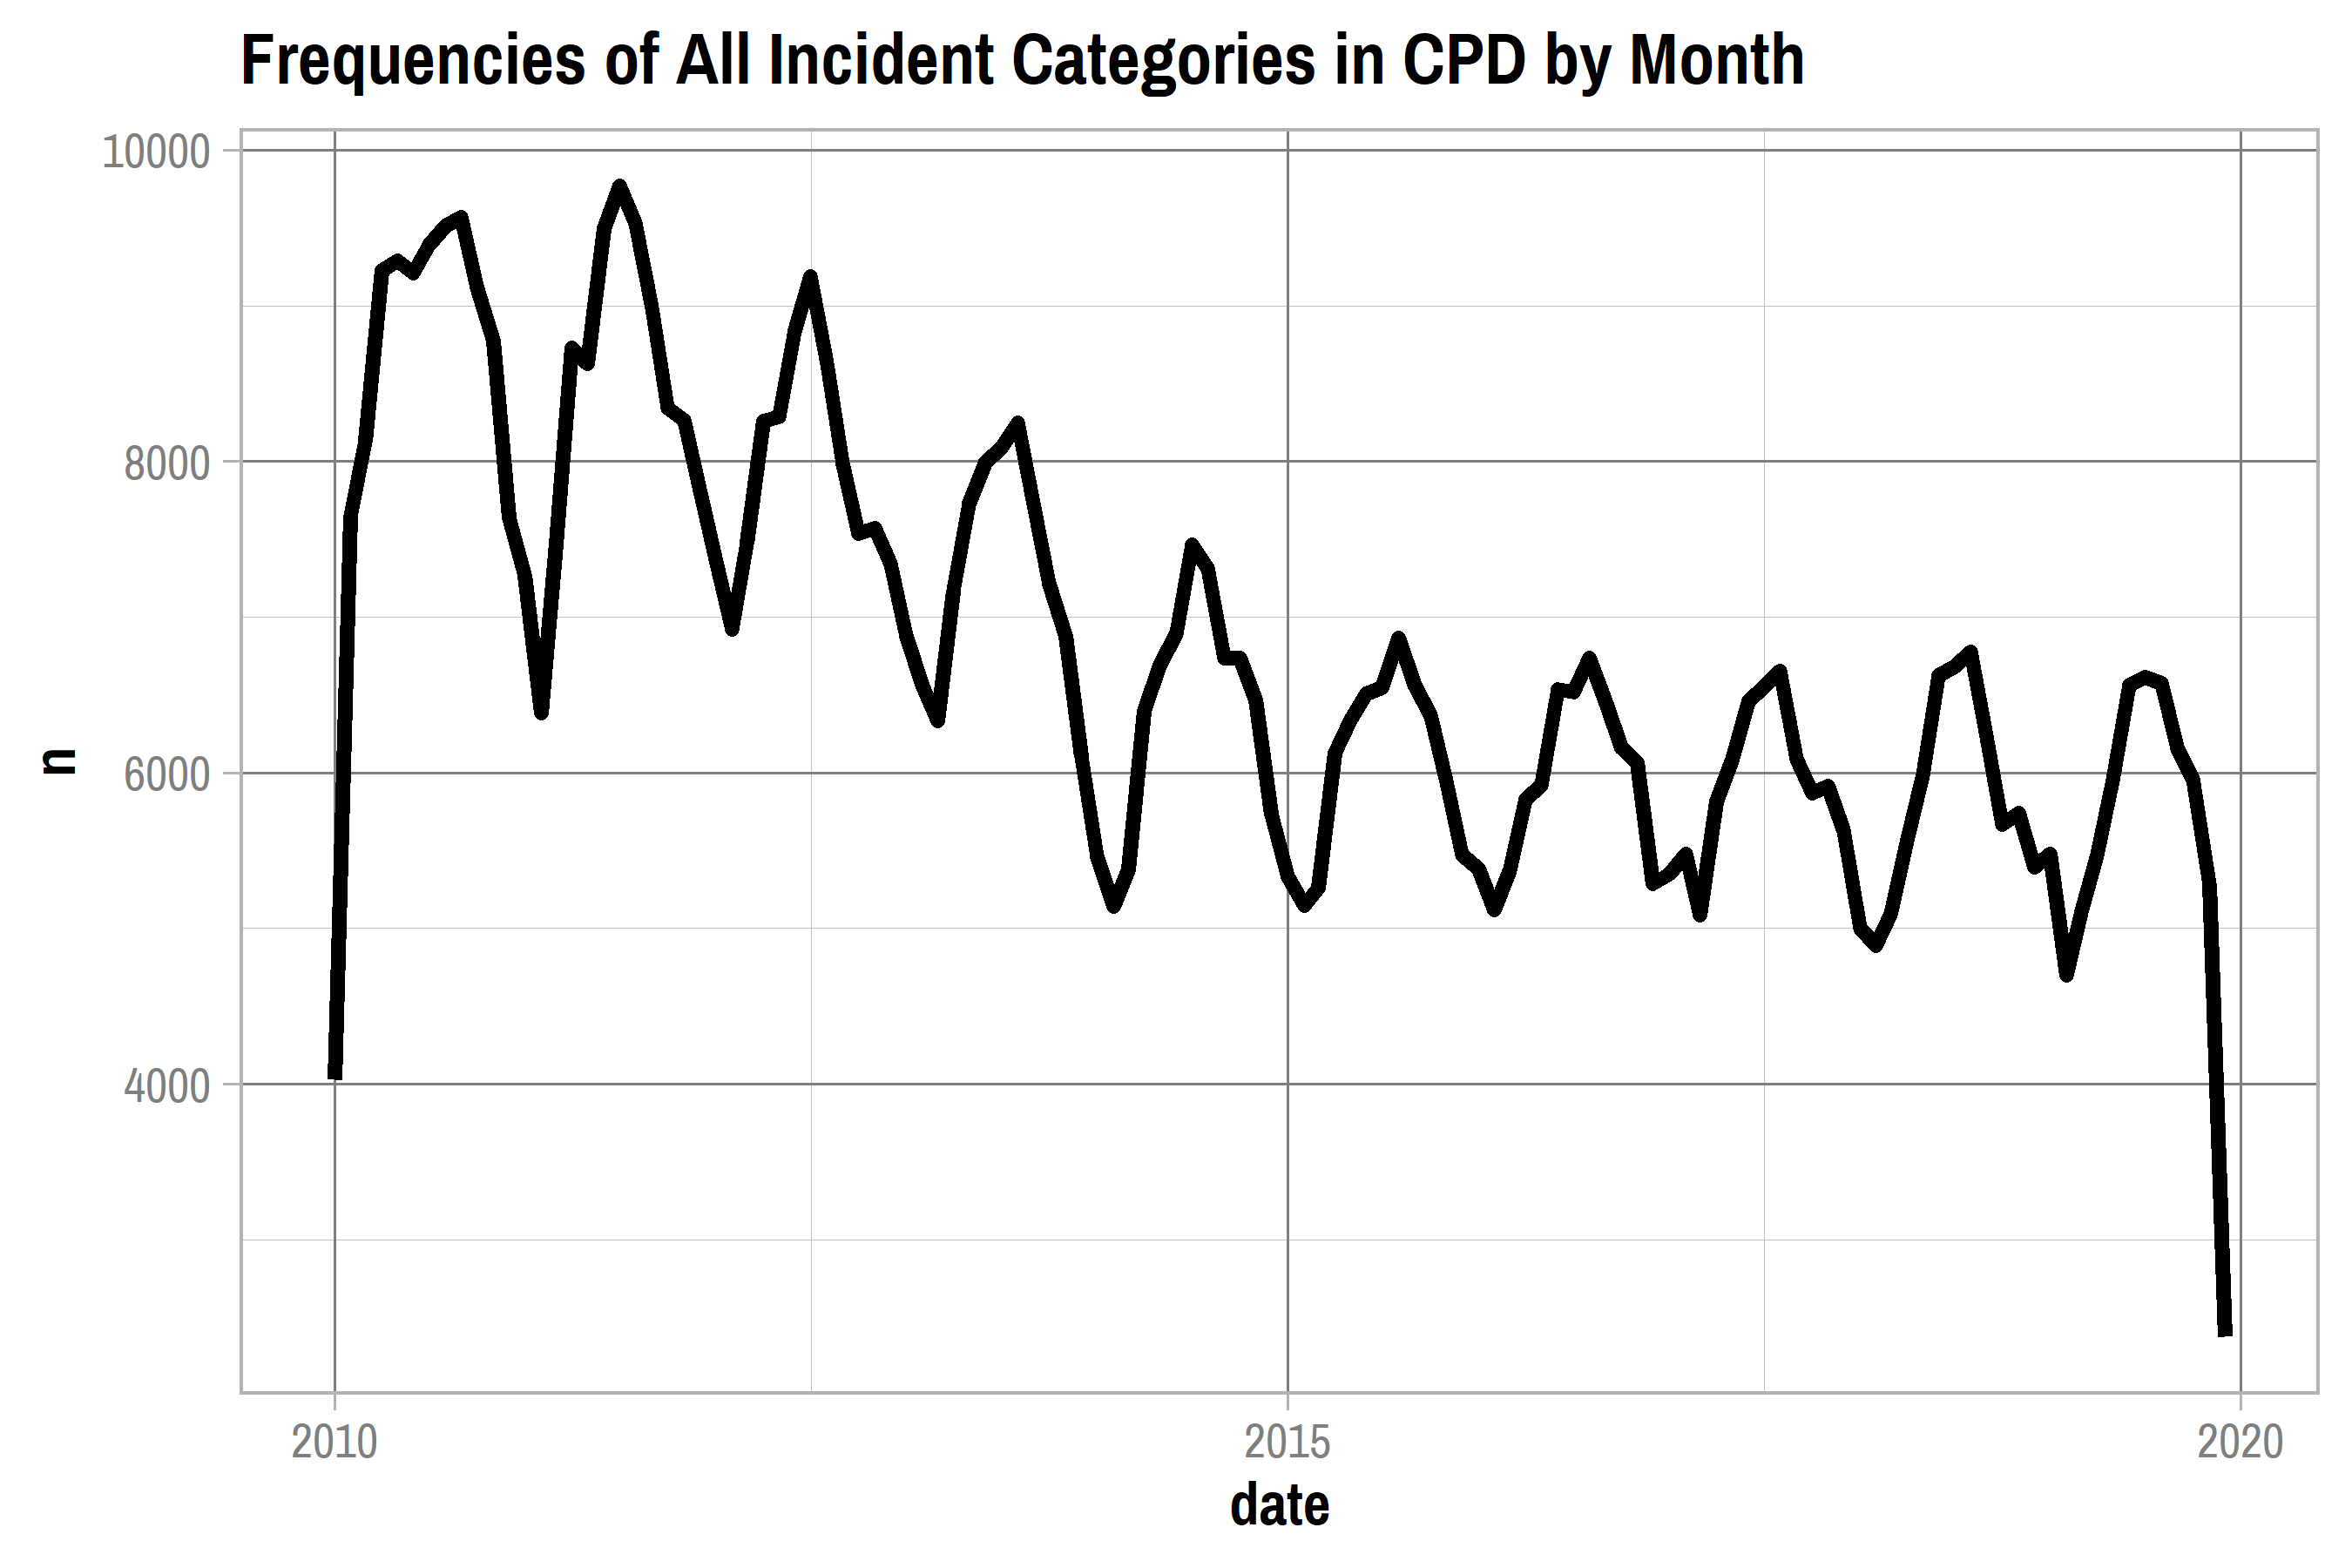 Frequencies of All Incident Categories in CPD by Month
10000
8000
6000
4000
n
2010
2015
2020
date